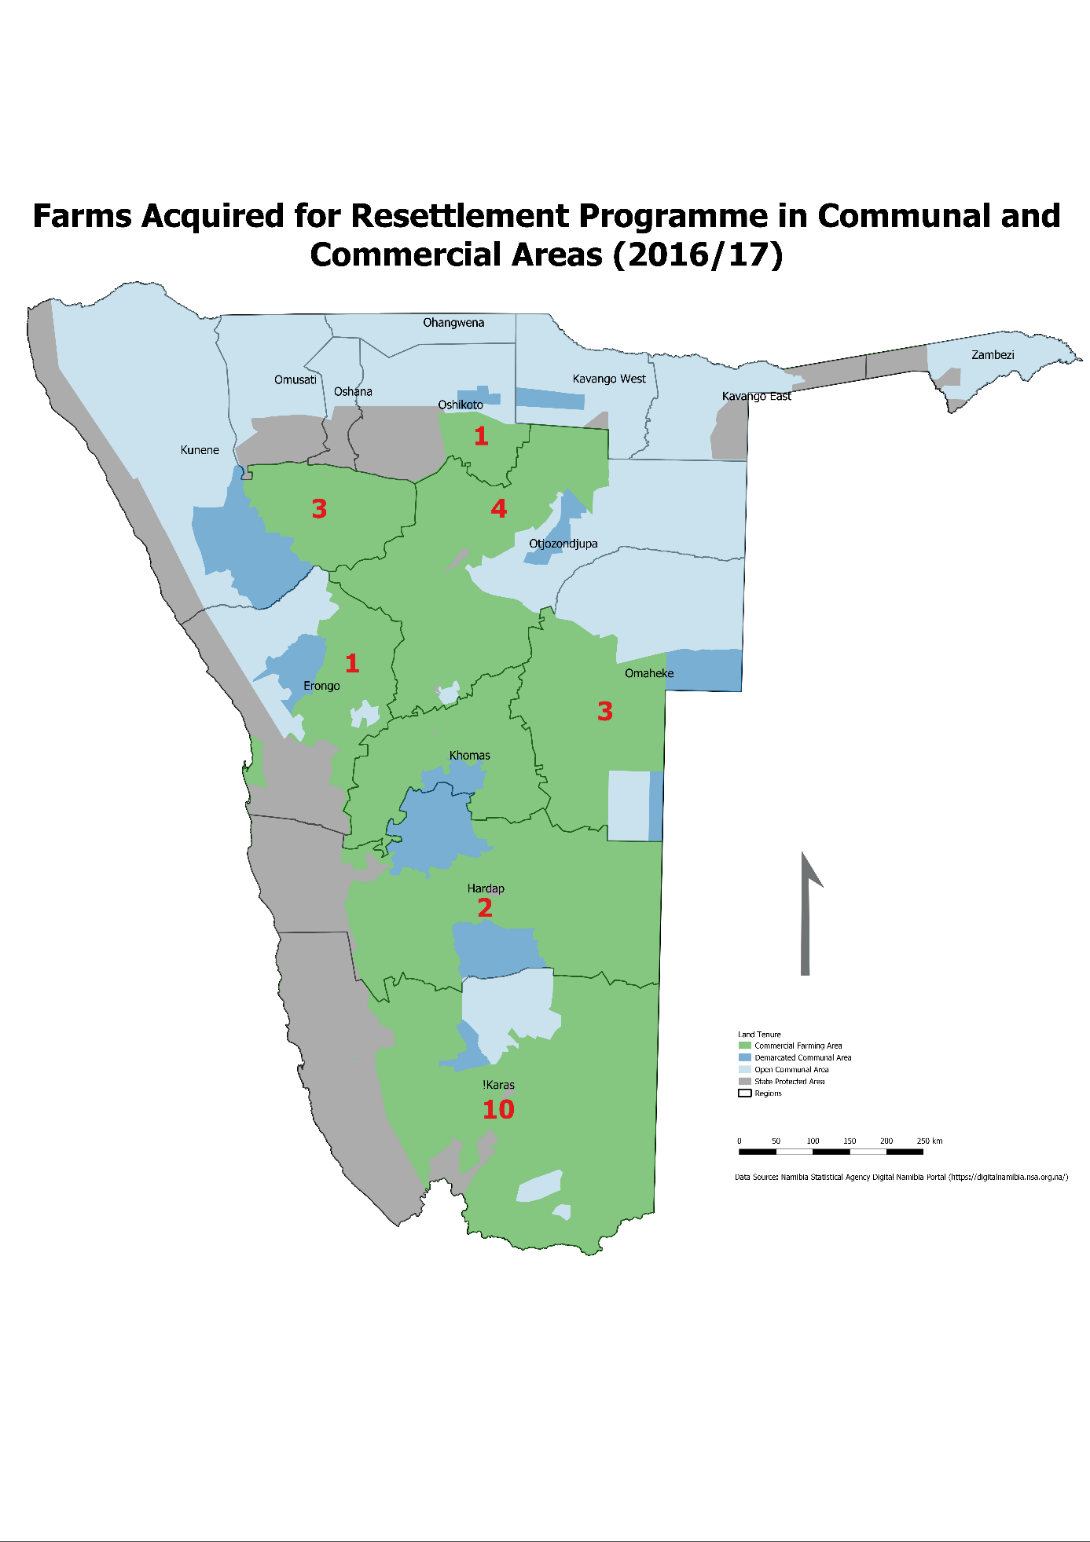 Farms Acquired for Resettlement Programme in Communal and
Commercial Areas (2016/17)
Ohangwena
Zambezi
Omusati
Kavango West
Oshana
Kavango East
Oshikoto
1
Kunene
3
4
Otjozondjupa
1
Omaheke
Erongo
3
Khomas
Hardap
2
Land Tenure
Commercial Farming Area
Demarcated Communal Area
Open Communal Area
State Protected Area
Regions
!Karas
10
0 50 100 150 200 250 km
Data Source: Namibia Statistical Agency Digital Namibia Portal (https://digitalnamibia.nsa.org.na/)